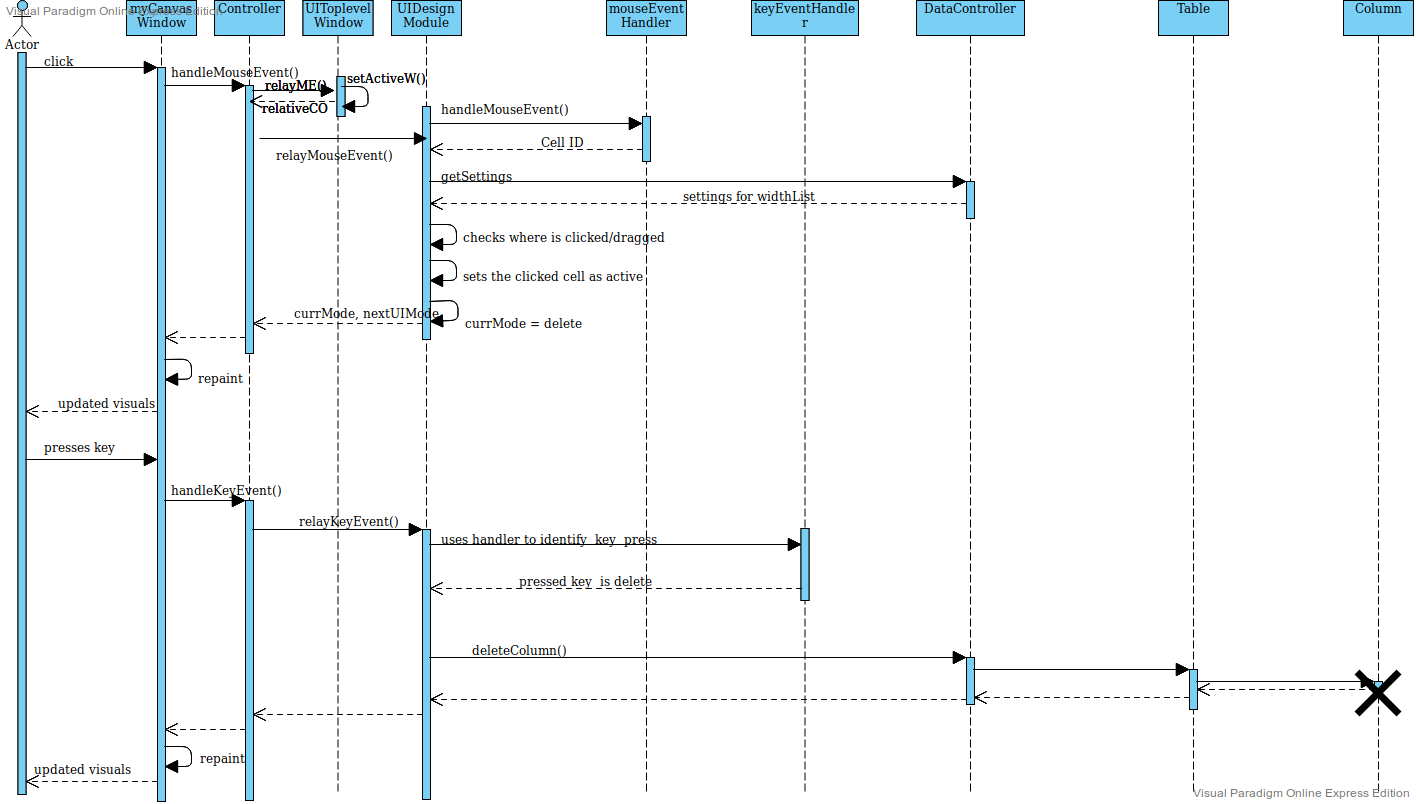 Visual Paradigm Online Express Edition
myCanvas
Window
Controller
UIToplevel
Window
UIDesign
Module
mouseEvent
Handler
keyEventHandle
r
DataController
Table
Column
Actor
click
handleMouseEvent()
relayME()
setActiveW()
relativeCO
handleMouseEvent()
relayMouseEvent()
Cell ID
getSettings
settings for widthList
checks where is clicked/dragged
sets the clicked cell as active
currMode, nextUIMode
currMode = delete
repaint
updated visuals
presses key
handleKeyEvent()
relayKeyEvent()
uses handler to identify key press
pressed key is delete
deleteColumn()
repaint
updated visuals
Visual Paradigm Online Express Edition